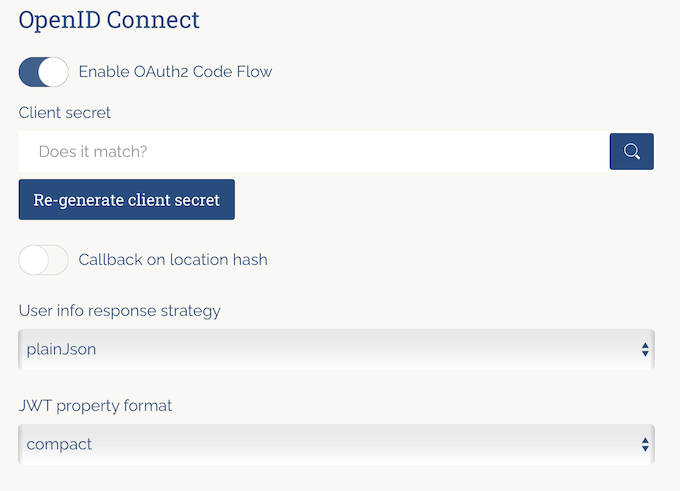 OpenID Connect
Enable OAuth2 Code Flow
Client secret
Does it match?
Re-generate client secret
Callback on location hash
User info response strategy
plainJson
JWT property format
compact